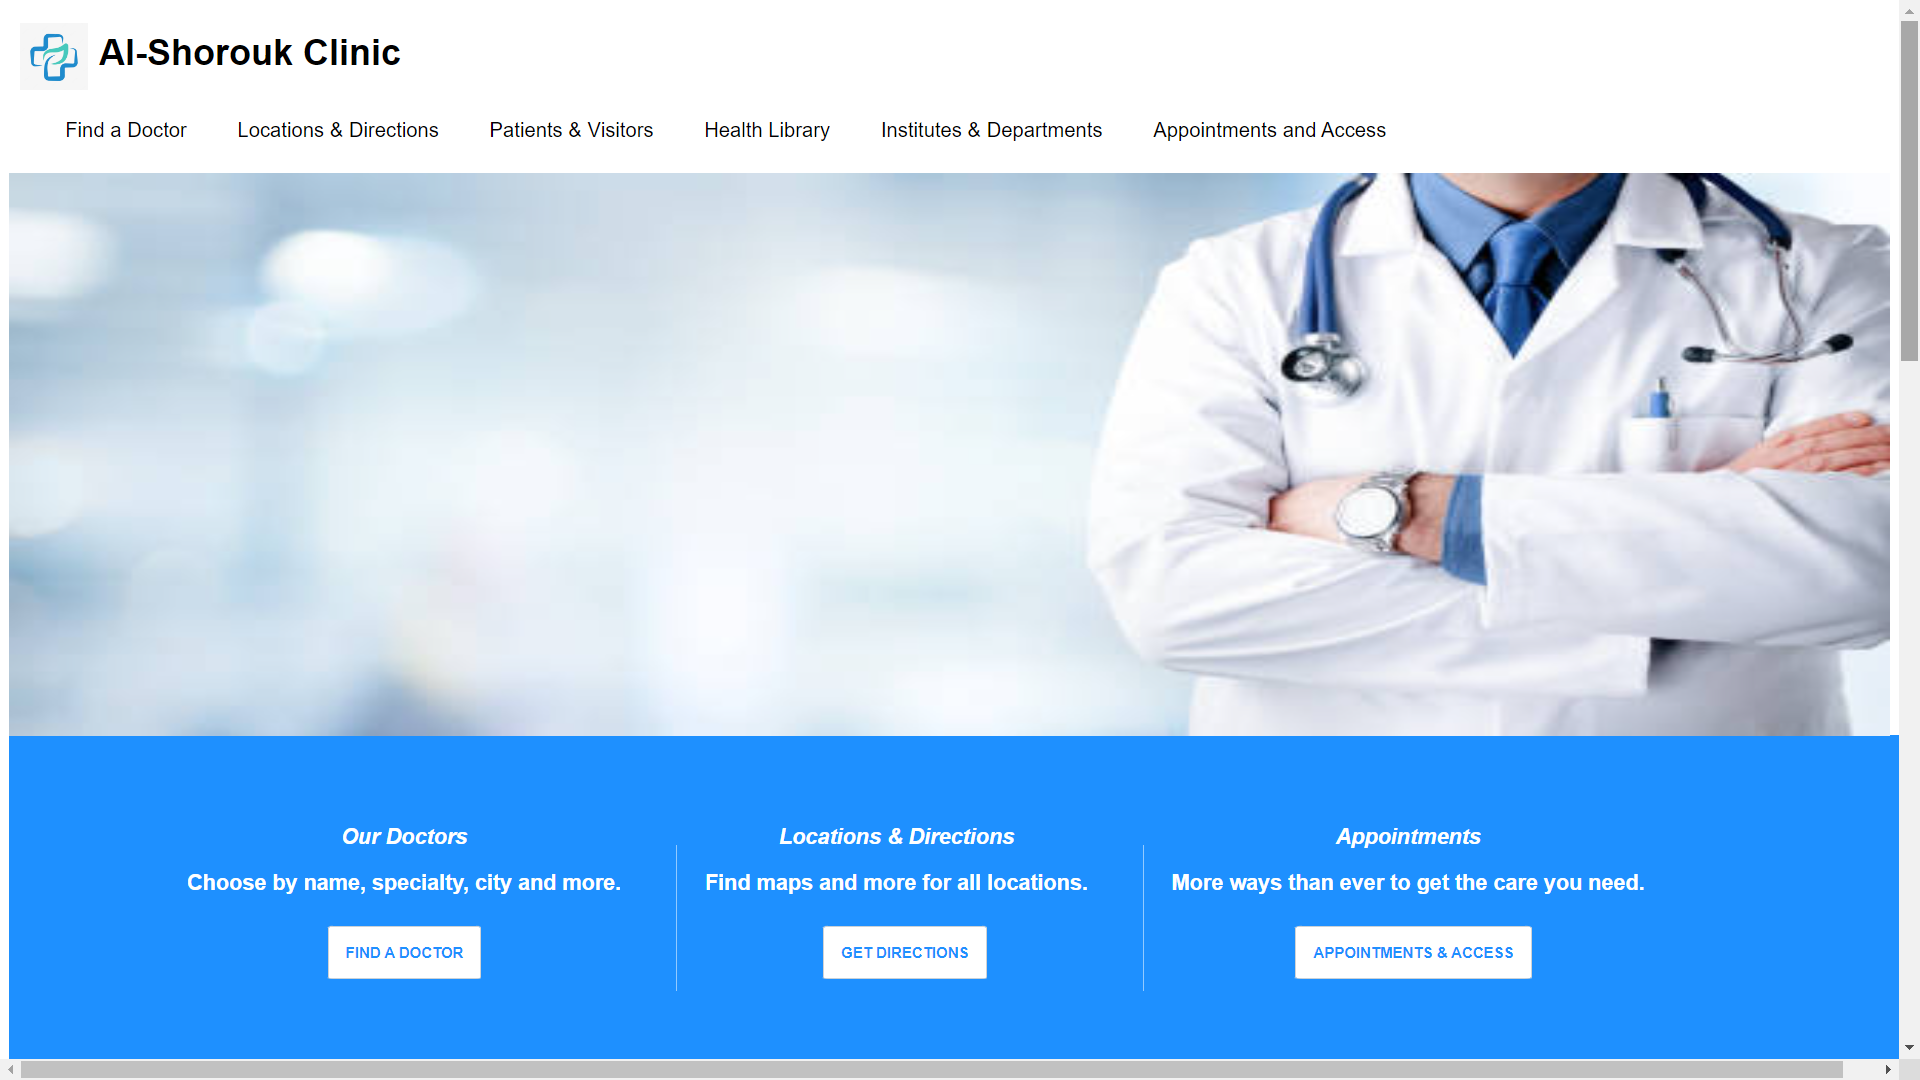 Al-Shorouk Clinic
Find a Doctor
Locations & Directions
Patients & Visitors
Health Library
Institutes & Departments
Appointments and Access
Our Doctors
Choose by name, specialty, city and more.
FIND A DOCTOR
Locations & Directions
Find maps and more for all locations.
GET DIRECTIONS
Appointments
More ways than ever to get the care you need.
APPOINTMENTS & ACCESS